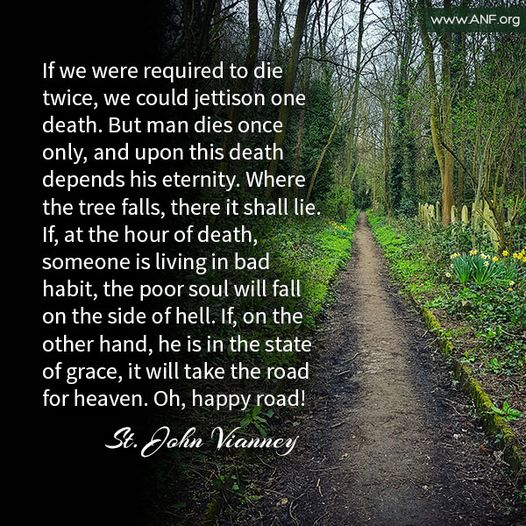 www.ANF.org
If we were required to die
twice, we could jettison one
death. But man dies once
only, and upon this death
depends his eternity. Where
the tree falls, there it shall lie.
If, at the hour of death,
someone is living in bad
habit, the poor soul will fall
on the side of hell. If, on the
other hand, he is in the state
of grace, it will take the road
for heaven. Oh, happy road!
St. John Vianney